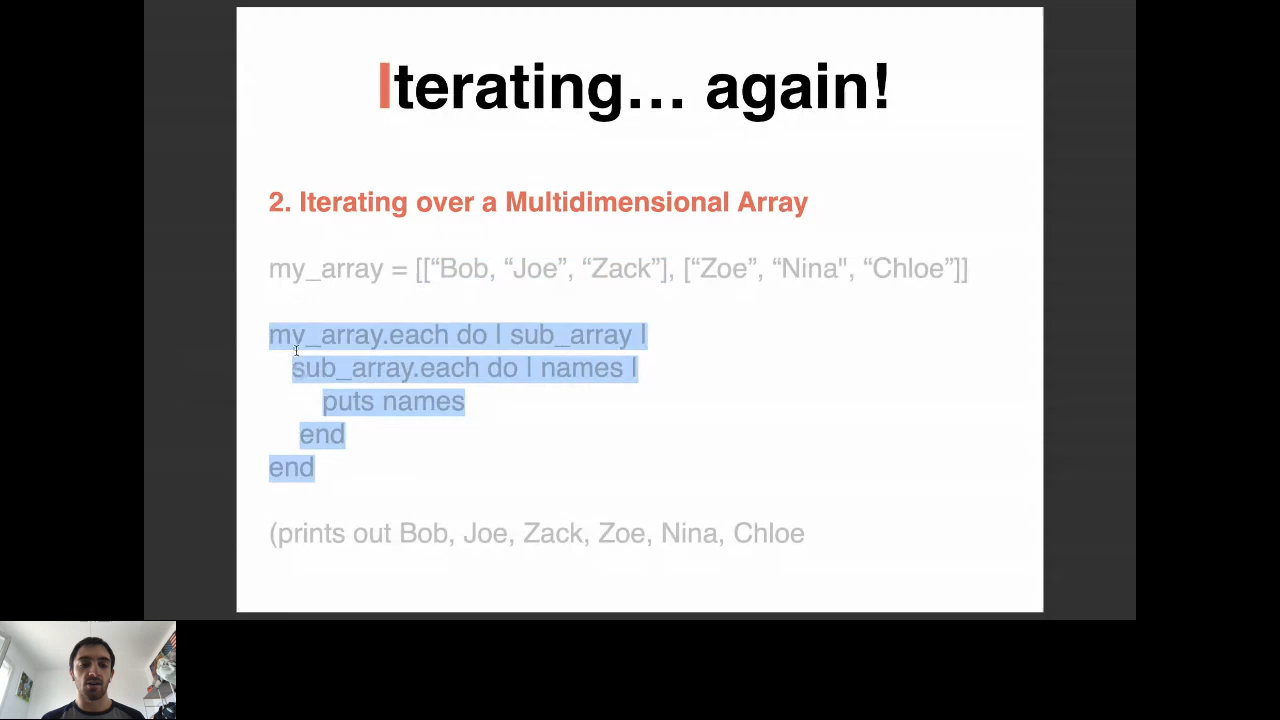 Iterating… again!
2. Iterating over a Multidimensional Array
my_array = [[“Bob, “Joe”, “Zack”], [“Zoe”, “Nina", “Chloe”]]
my_array.each do | sub_array |
sub_array.each do | names |
puts names
end
end
(prints out Bob, Joe, Zack, Zoe, Nina, Chloe